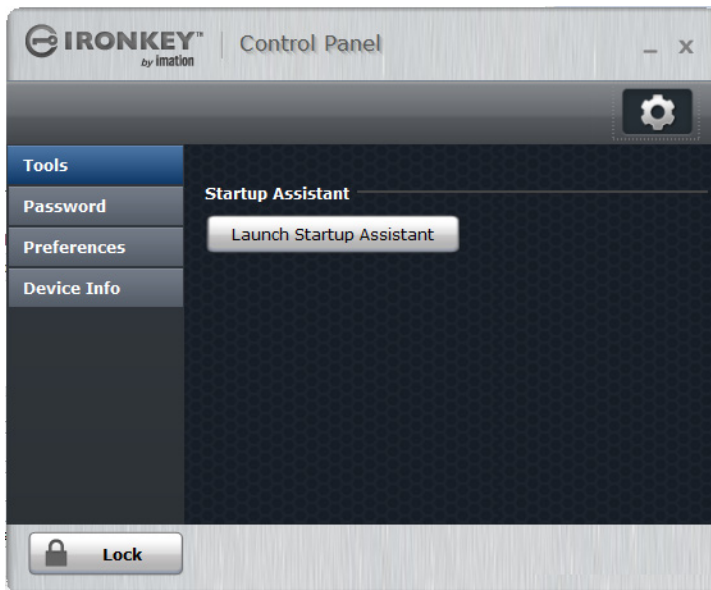 IRONKEY™ Control Panel
by imation
Tools
Password
Preferences
Device Info
Startup Assistant
Launch Startup Assistant
Lock